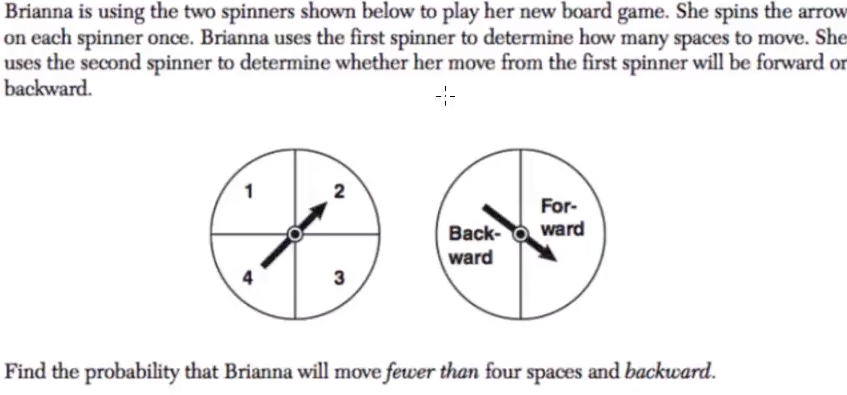 Brianna is using the two spinners shown below to play her new board game. She spins the arrow
on each spinner once. Brianna uses the first spinner to determine how many spaces to move. She
uses the second spinner to determine whether her move from the first spinner will be forward or
backward.
1
2
For-
ward
Back-
ward
4
3
Find the probability that Brianna will move fewer than four spaces and backward.